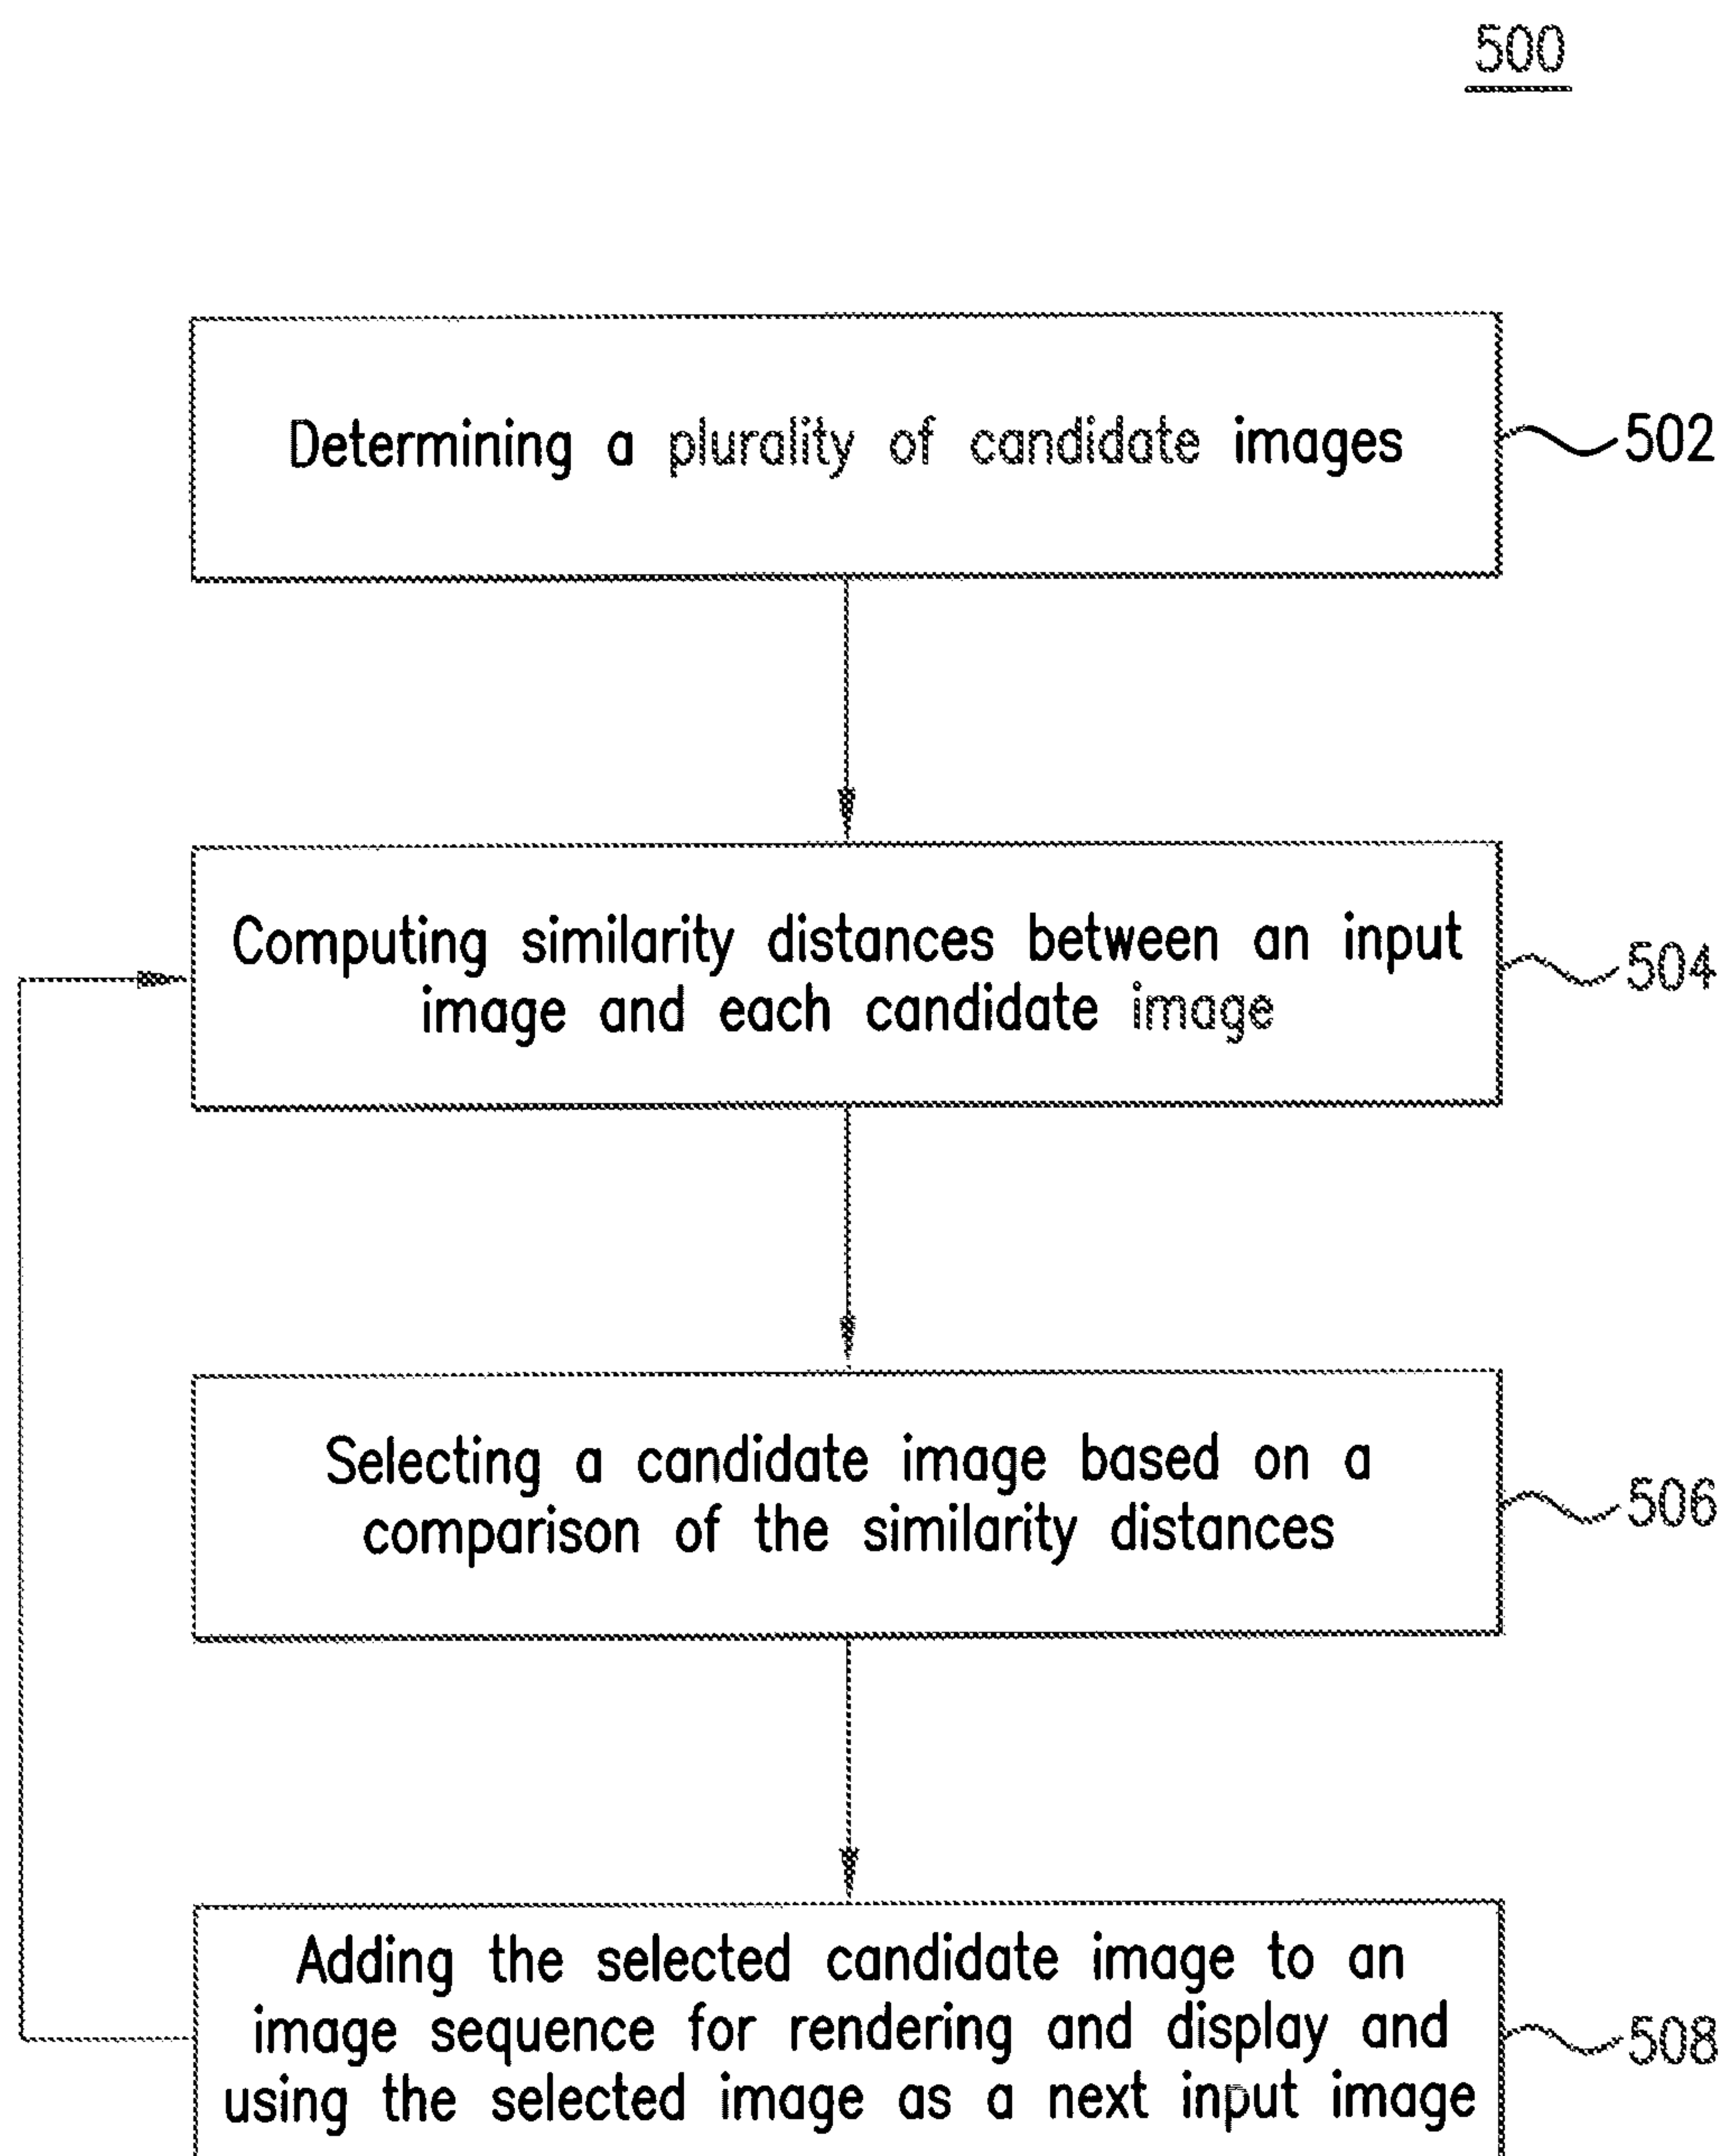 500
Determining a plurality of candidate images
502
Computing similarity distances between an input
image and each candidate image
504
Selecting a candidate image based on a
comparison of the similarity distances
506
Adding the selected candidate image to an
image sequence for rendering and display and
using the selected image as a next input image
508